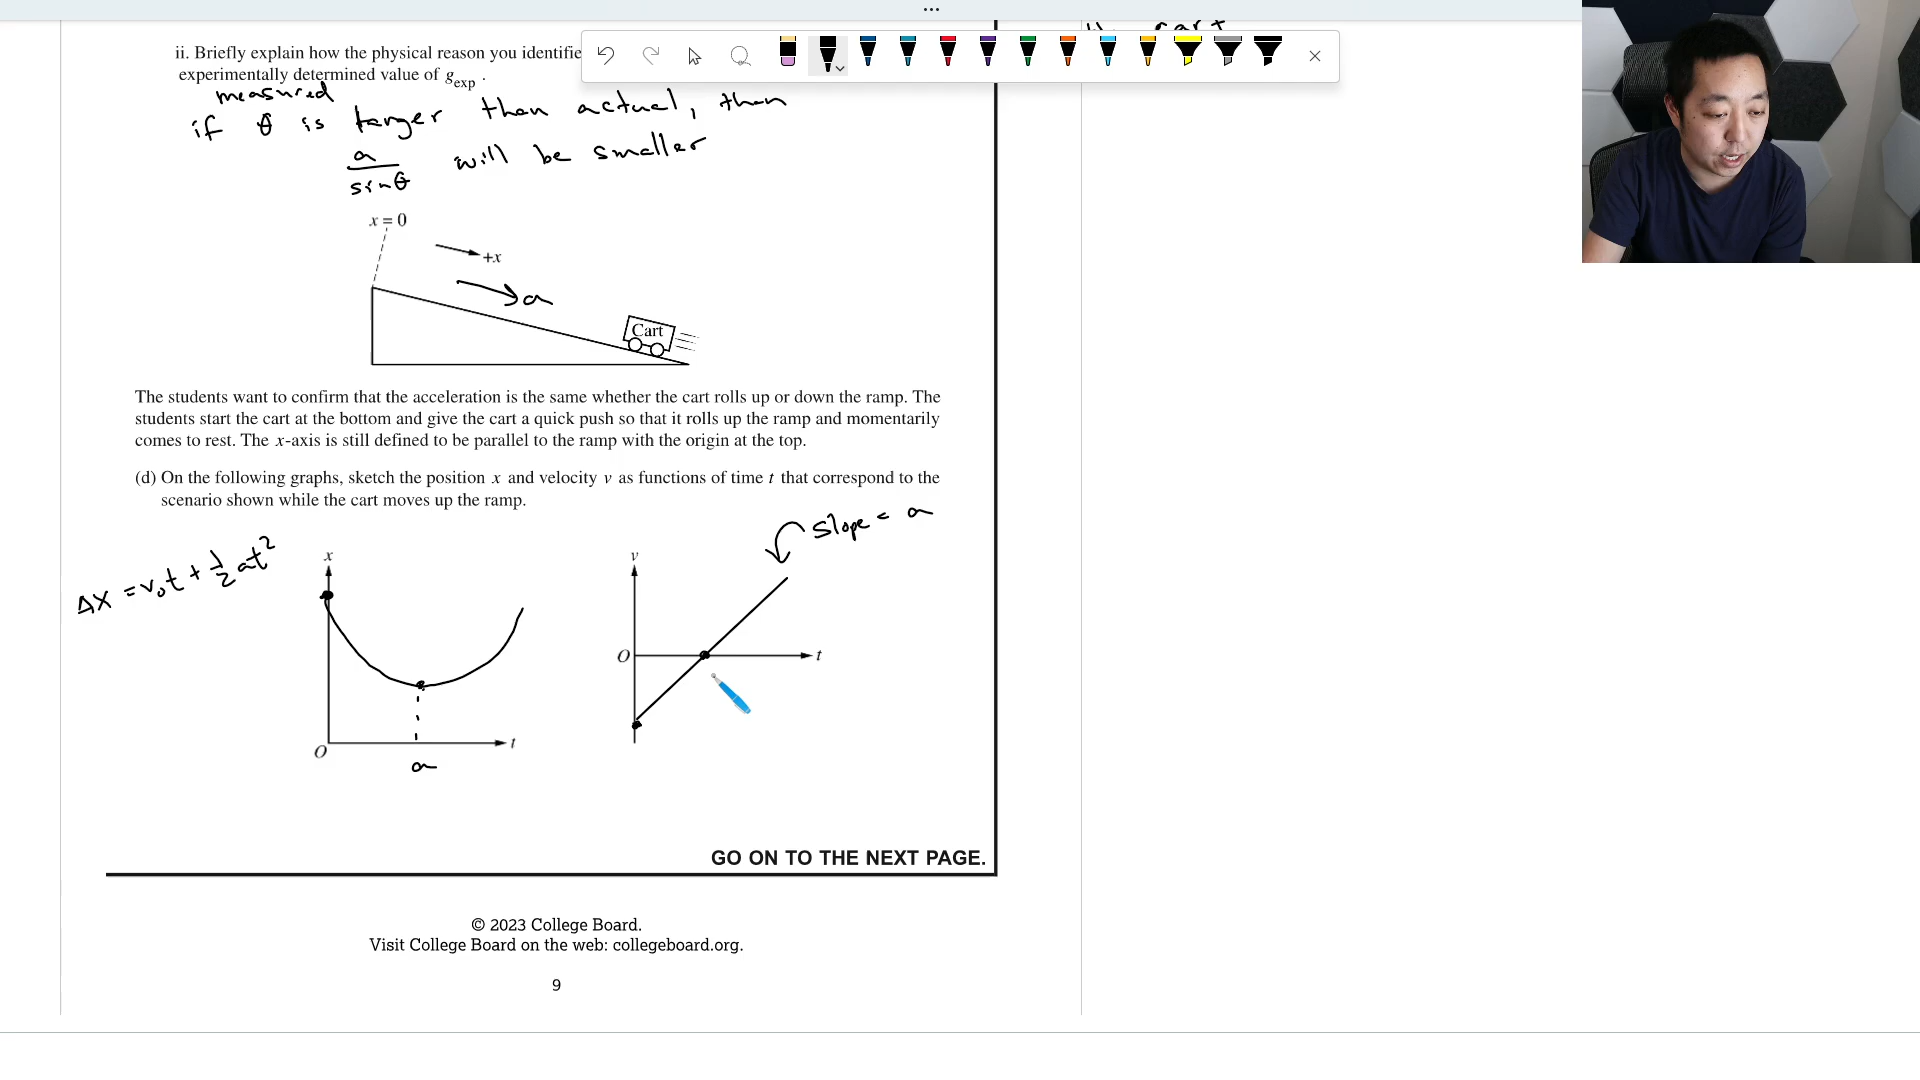 ii. Briefly explain how the physical reason you identifie
experimentally determined value of g_exp .
measured
if θ is larger than actual, then
a/sinθ will be smaller
x = 0
+x
a
Cart
The students want to confirm that the acceleration is the same whether the cart rolls up or down the ramp. The
students start the cart at the bottom and give the cart a quick push so that it rolls up the ramp and momentarily
comes to rest. The x-axis is still defined to be parallel to the ramp with the origin at the top.
(d) On the following graphs, sketch the position x and velocity v as functions of time t that correspond to the
scenario shown while the cart moves up the ramp.
slope = a
Δx = v₀t + ½at²
x
v
O
t
O
t
a
GO ON TO THE NEXT PAGE.
© 2023 College Board.
Visit College Board on the web: collegeboard.org.
9